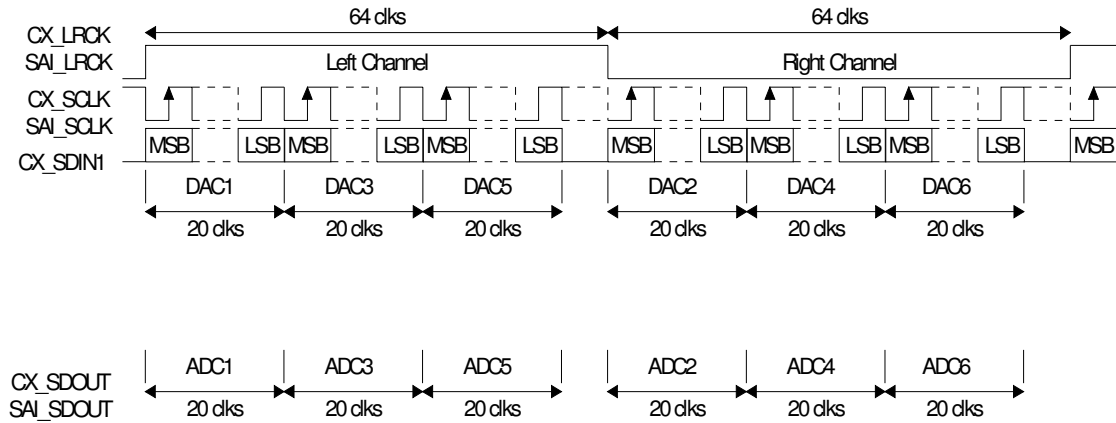 64 clks 64 clks
CX_LRCK
SAI_LRCK
Left Channel Right Channel
CX_SCLK
SAI_SCLK
CX_SDIN1
MSB LSB MSB LSB MSB LSB MSB LSB MSB LSB MSB LSB MSB
DAC1 DAC3 DAC5 DAC2 DAC4 DAC6
20 clks 20 clks 20 clks 20 clks 20 clks 20 clks
ADC1 ADC3 ADC5 ADC2 ADC4 ADC6
CX_SDOUT
SAI_SDOUT
20 clks 20 clks 20 clks 20 clks 20 clks 20 clks